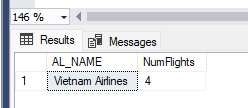 146 %
Results Messages
AL_NAME NumFlights
1 Vietnam Airlines 4